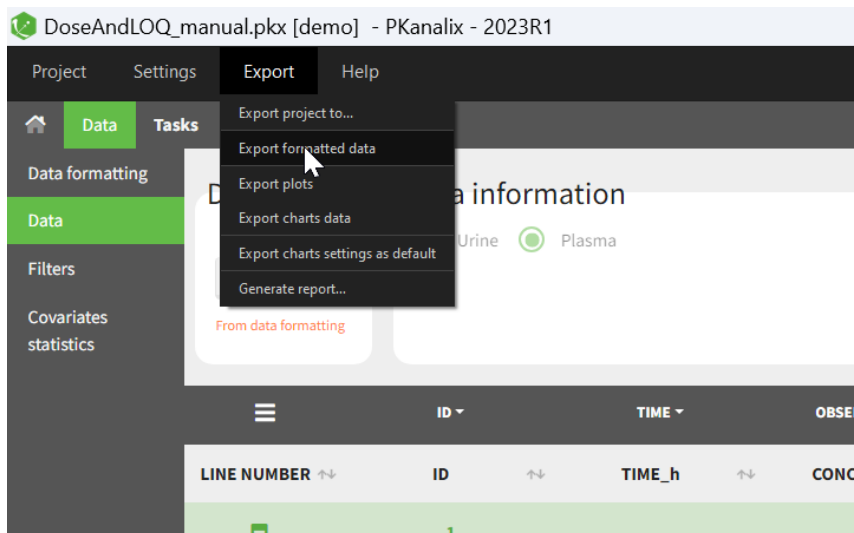 DoseAndLOQ_manual.pkx [demo] - PKanalix - 2023R1
Project Settings Export Help
Data Tasks
Export project to...
Export formatted data
Export plots
Export charts data
Export charts settings as default
Generate report...
Data formatting
Data
Filters
Covariates
statistics
a information
Urine Plasma
From data formatting
ID TIME OBSE
LINE NUMBER ID TIME_h CONC
1